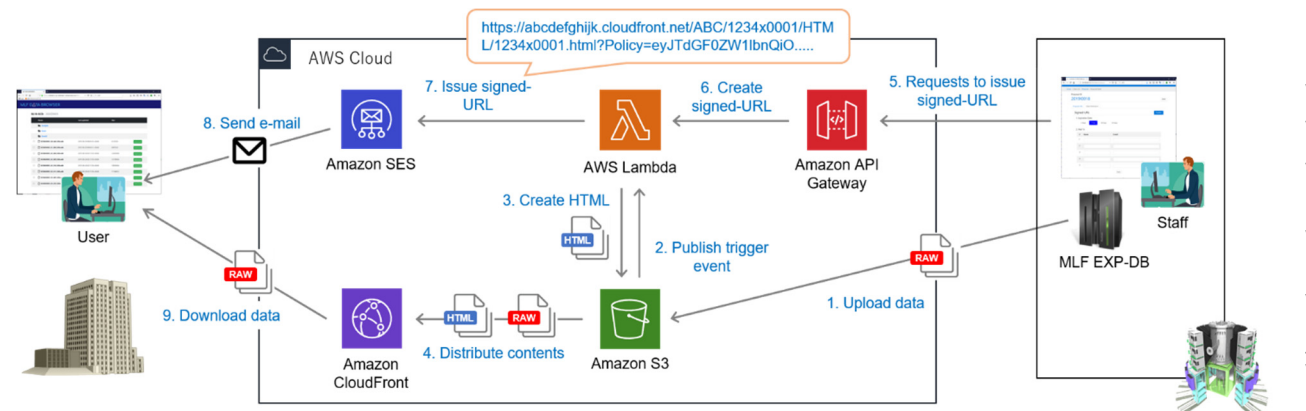 https://abcdefghijk.cloudfront.net/ABC/1234x0001/HTM
L/1234x0001.html?Policy=eyJTdGF0ZW1lbnQiO.....
AWS Cloud
7. Issue signed-
URL
6. Create
signed-URL
5. Requests to issue
signed-URL
8. Send e-mail
Amazon SES
AWS Lambda
Amazon API
Gateway
User
3. Create HTML
HTML
2. Publish trigger
event
Staff
MLF EXP-DB
RAW
1. Upload data
RAW
9. Download data
HTML
RAW
4. Distribute contents
Amazon
CloudFront
Amazon S3